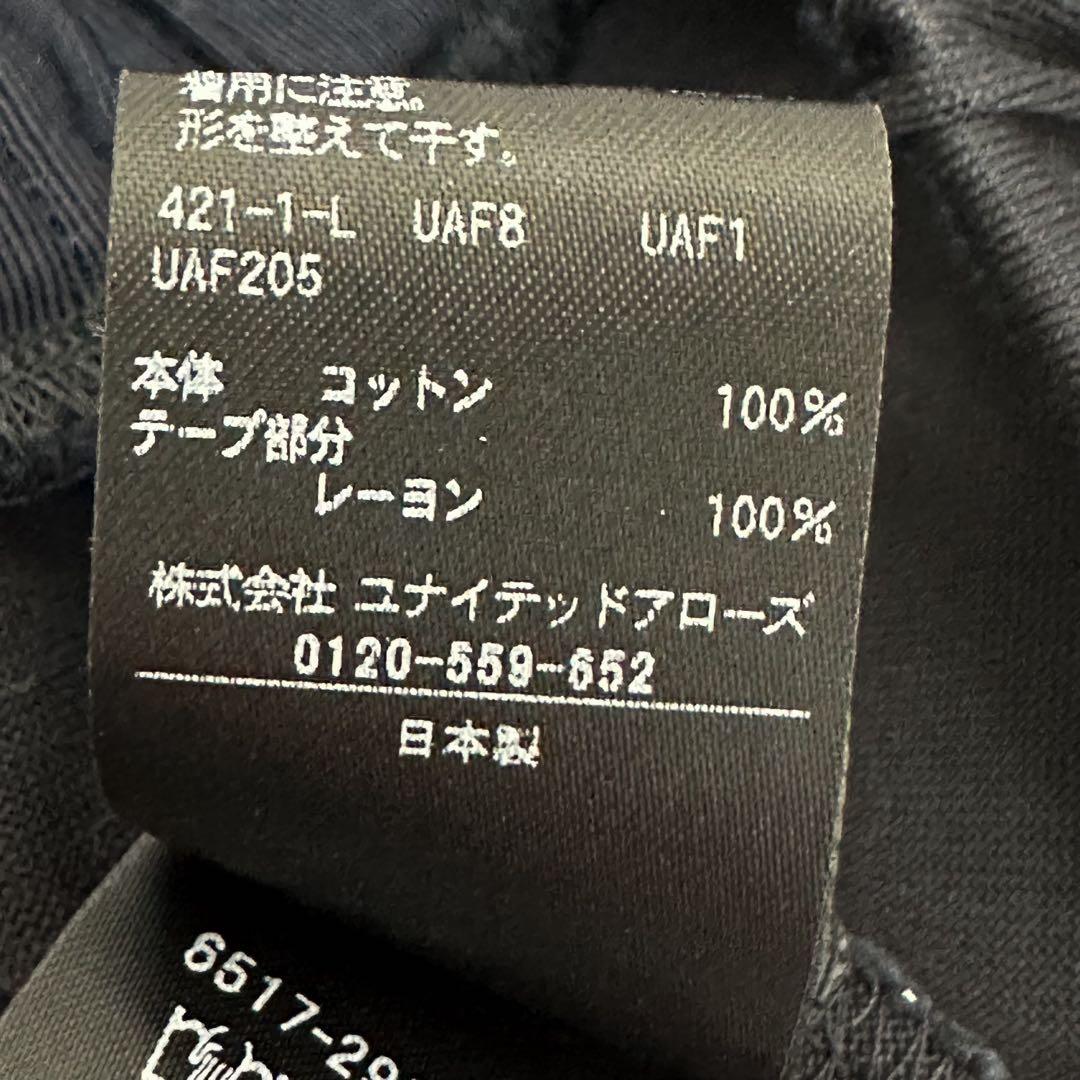 着用に注意。
形を整えて干す。
421-1-L UAF8 UAF1
UAF205
本体 コットン 100%
テープ部分
レーヨン 100%
株式会社 ユナイテッドアローズ
0120-559-652
日本製
6517-29